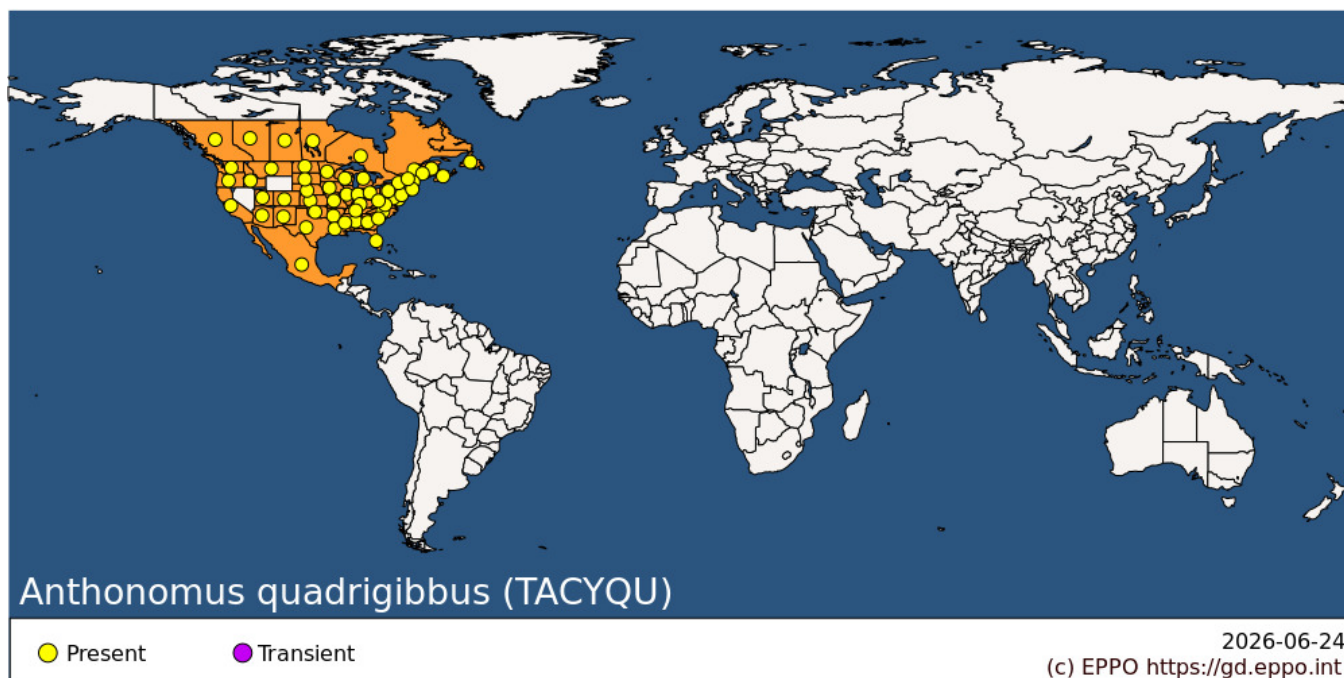 Anthonomus quadrigibbus (TACYQU)
Present
Transient
2026-06-24
(c) EPPO https://gd.eppo.int